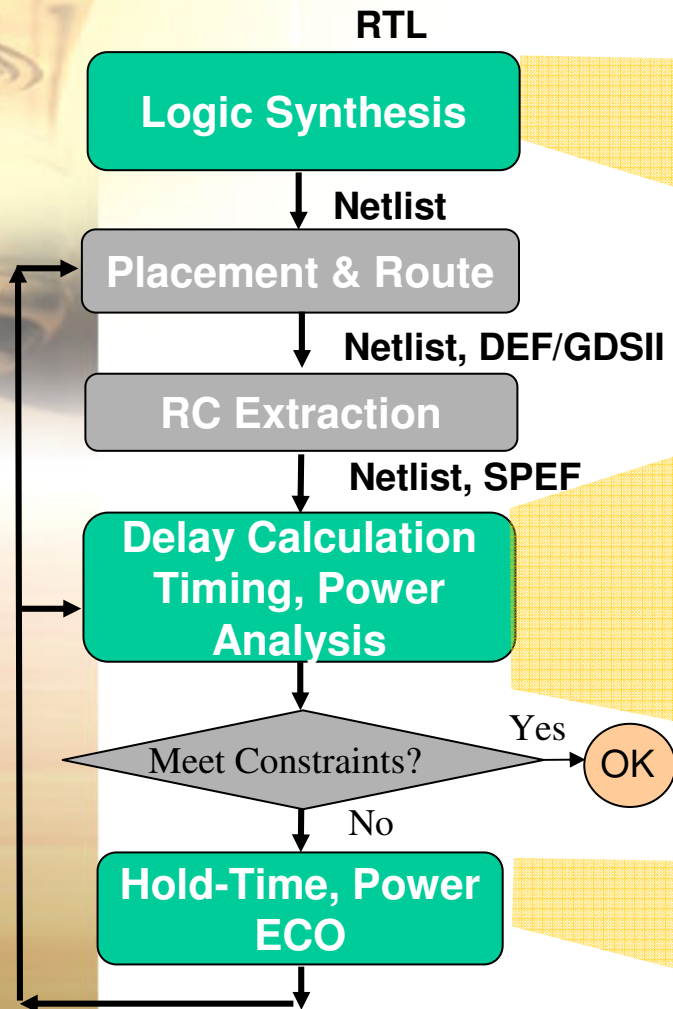 RTL
Logic Synthesis
Netlist
Placement & Route
Netlist, DEF/GDSII
RC Extraction
Netlist, SPEF
Delay Calculation
Timing, Power
Analysis
Meet Constraints?
Yes
OK
No
Hold-Time, Power
ECO